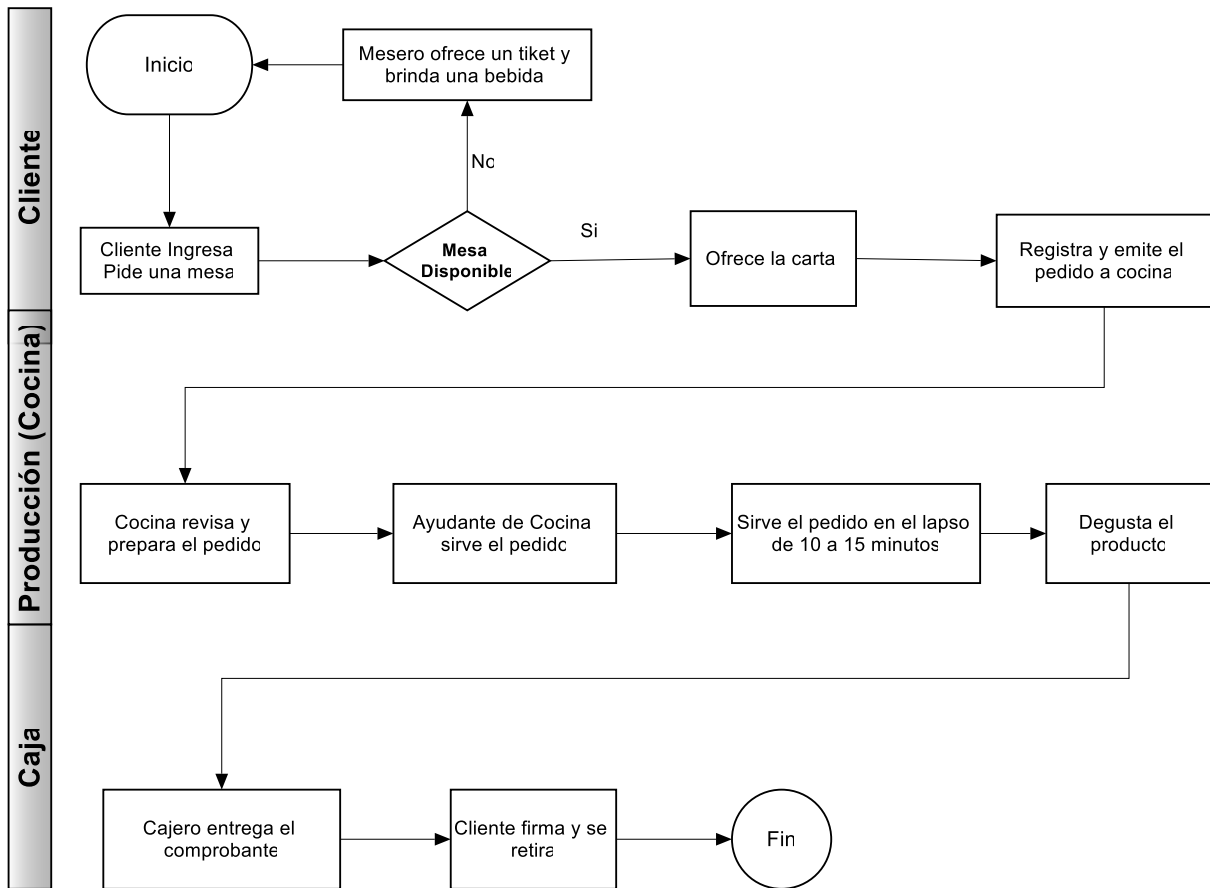 Cliente
Inicio
Mesero ofrece un tiket y
brinda una bebida
No
Cliente Ingresa
Pide una mesa
Mesa
Disponible
Si
Ofrece la carta
Registra y emite el
pedido a cocina
Producción (Cocina)
Cocina revisa y
prepara el pedido
Ayudante de Cocina
sirve el pedido
Sirve el pedido en el lapso
de 10 a 15 minutos
Degusta el
producto
Caja
Cajero entrega el
comprobante
Cliente firma y se
retira
Fin